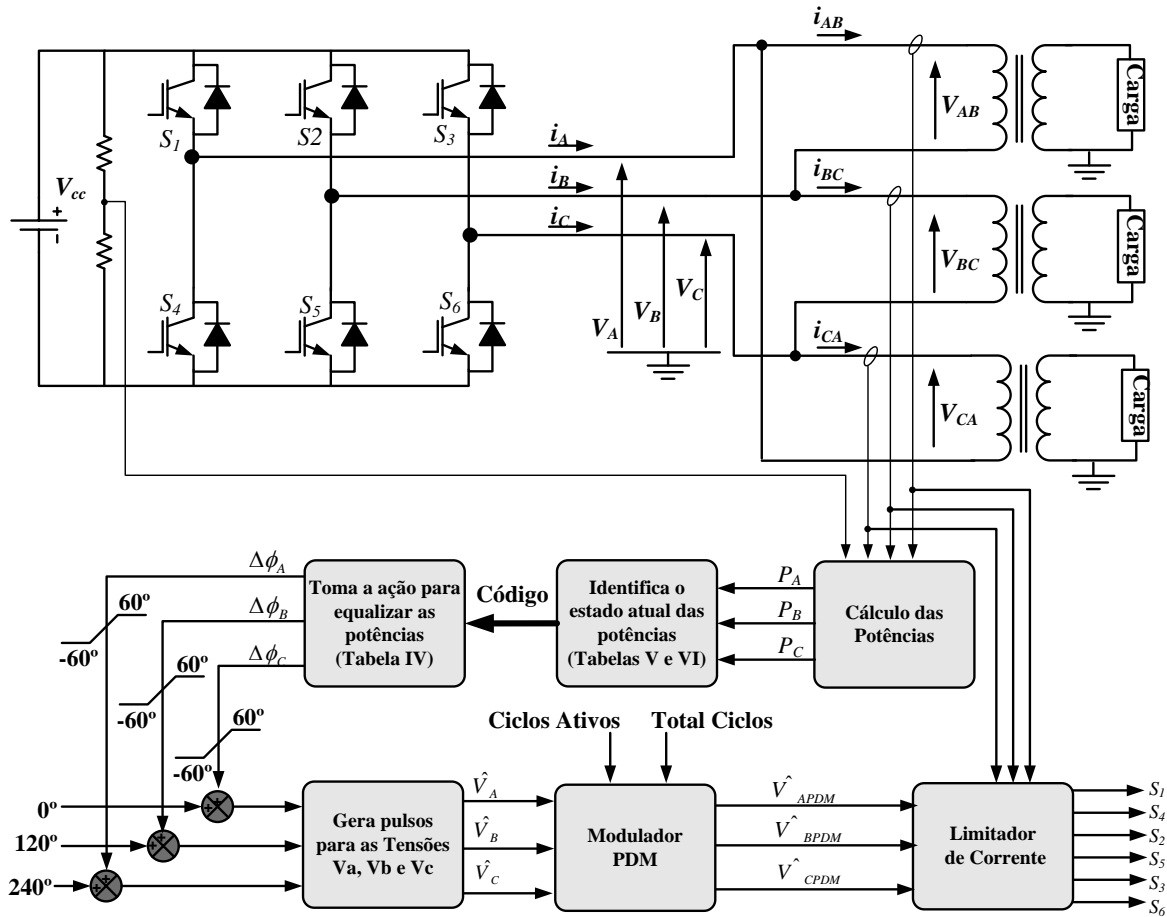 i_AB
Carga
V_AB
S_1
S2
S_3
i_A
V_cc
+
-
i_B
i_BC
i_C
Carga
V_BC
V_C
V_B
V_A
S_4
S_5
S_6
i_CA
Carga
V_CA
Δϕ_A
Δϕ_B
Δϕ_C
60º
-60º
60º
-60º
60º
-60º
Toma a ação para
equalizar as
potências
(Tabela IV)
Código
Identifica o
estado atual das
potências
(Tabelas V e VI)
P_A
P_B
P_C
Cálculo das
Potências
Ciclos Ativos
Total Ciclos
0º
120º
240º
+ +
+ +
+ +
Gera pulsos
para as Tensões
Va, Vb e Vc
V̂_A
V̂_B
V̂_C
Modulador
PDM
Vˆ_APDM
Vˆ_BPDM
Vˆ_CPDM
Limitador
de Corrente
S_1
S_4
S_2
S_5
S_3
S_6